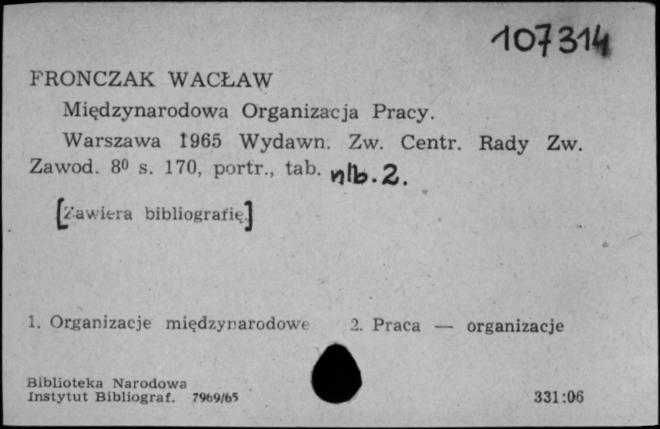 107314
FRONCZAK WACŁAW
Międzynarodowa Organizacja Pracy.
Warszawa 1965 Wydawn. Zw. Centr. Rady Zw.
Zawod. 8⁰ s. 170, portr., tab. nlb. 2.
[Zawiera bibliografię.]
1. Organizacje międzynarodowe 2. Praca — organizacje
Biblioteka Narodowa
Instytut Bibliograf. 7969/65 331:06